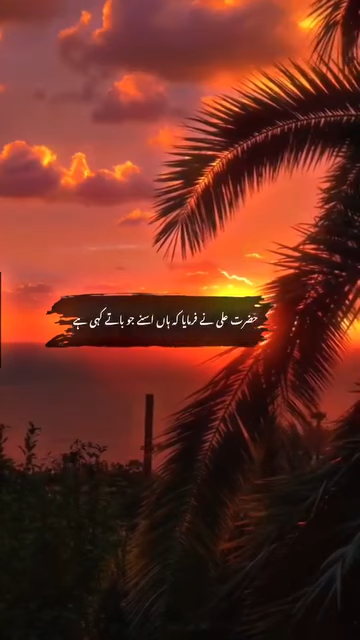 حضرت علی نے فرمایا کہ ہاں اسنے جو باتے کہی ہے